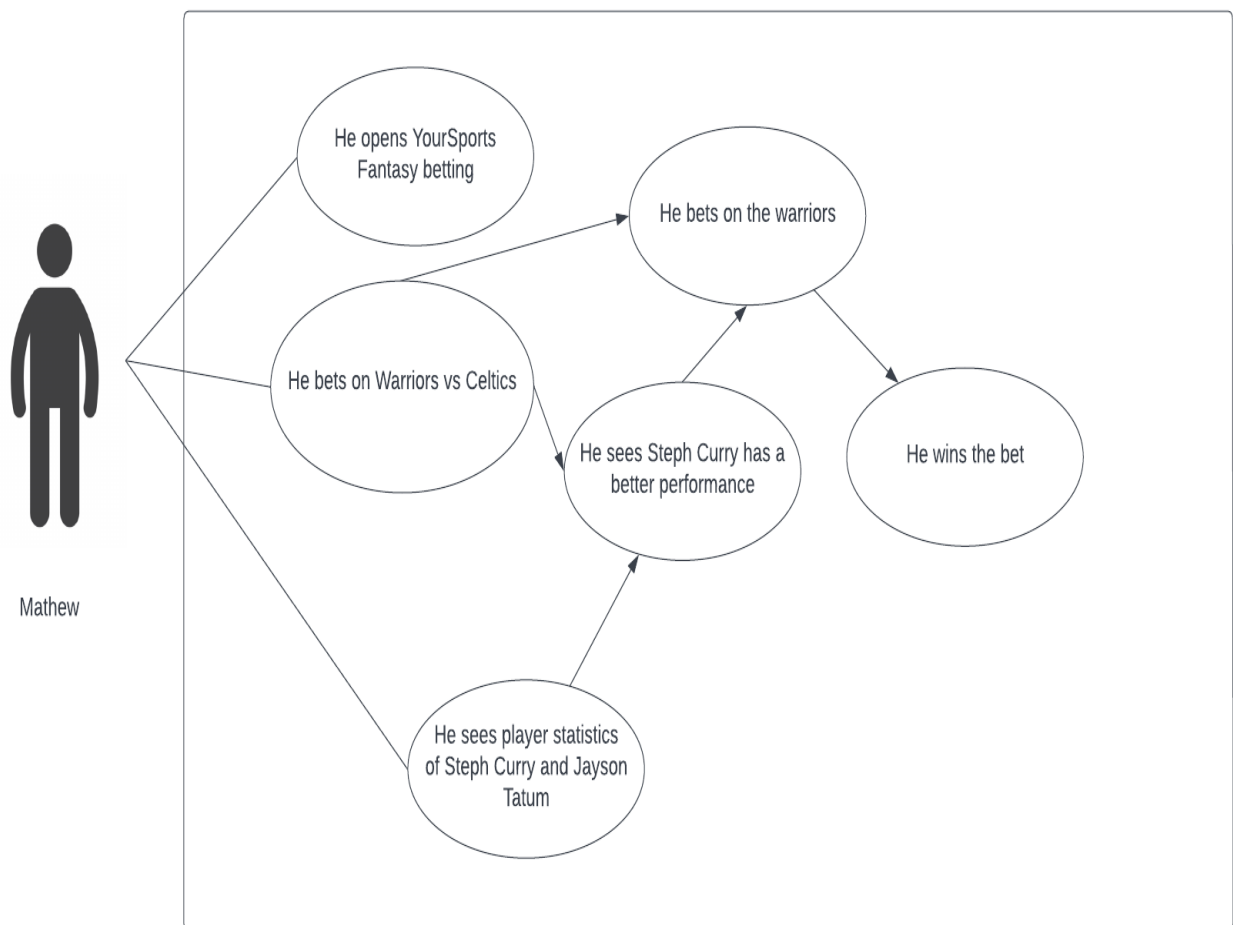 He opens YourSports
Fantasy betting
He bets on the warriors
He bets on Warriors vs Celtics
He sees Steph Curry has a
better performance
He wins the bet
Mathew
He sees player statistics
of Steph Curry and Jayson
Tatum